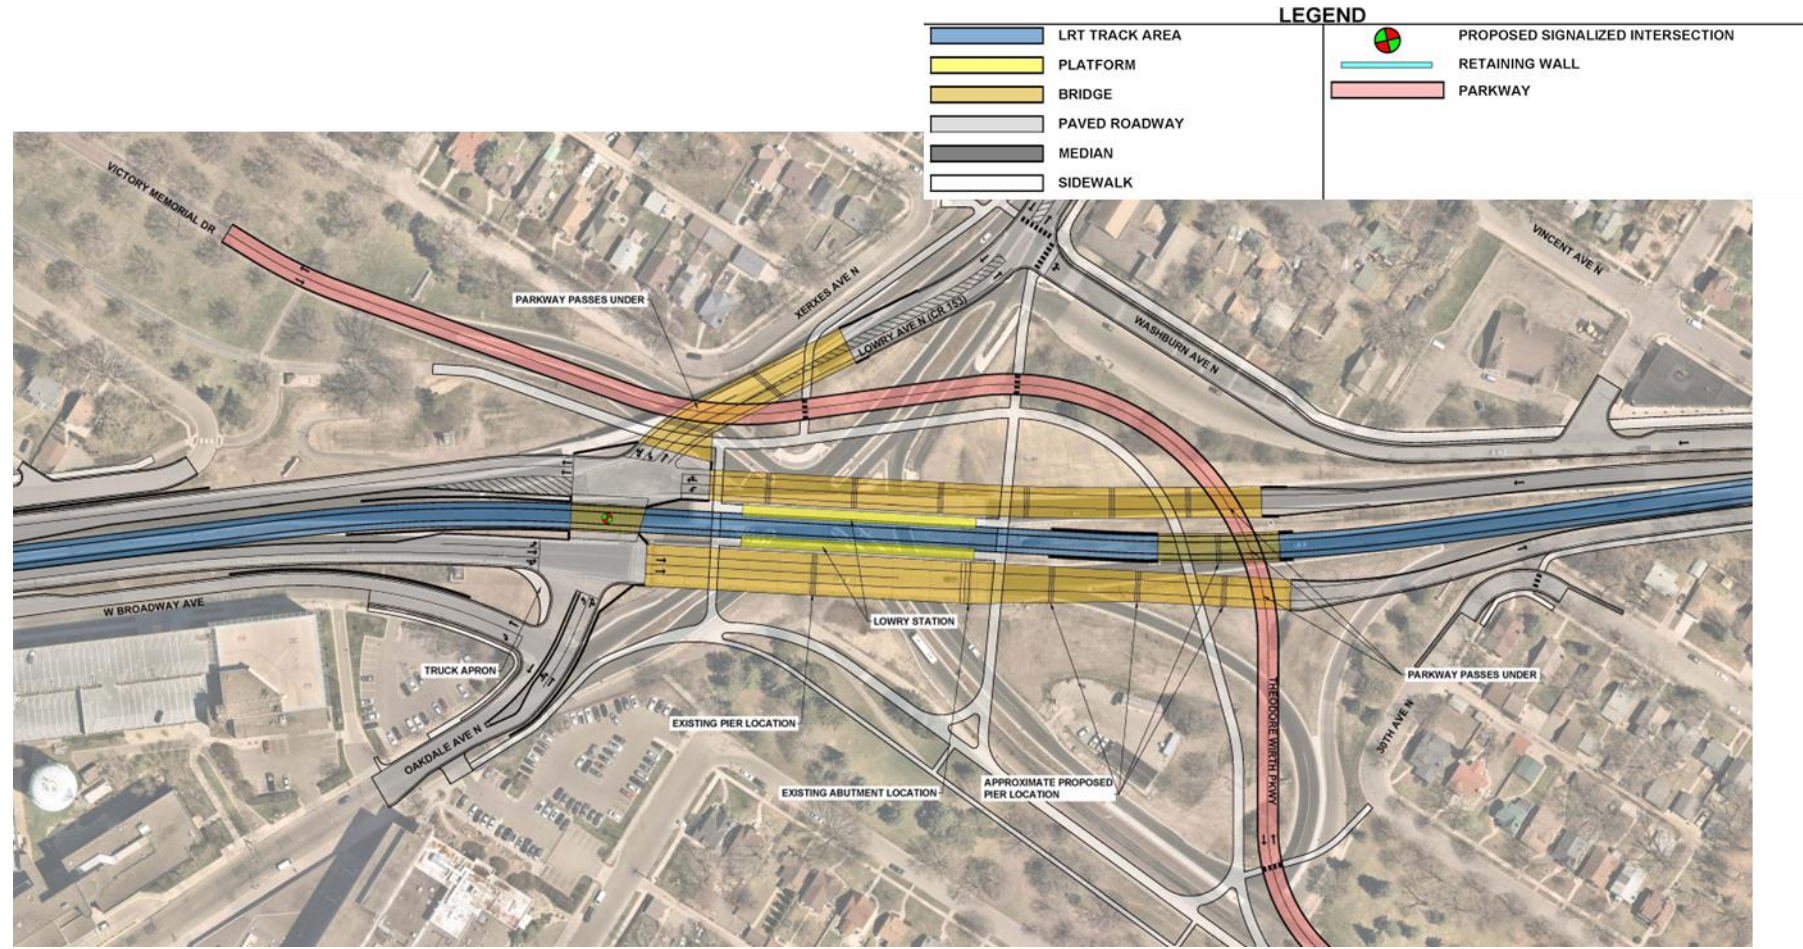 LEGEND
LRT TRACK AREA
PLATFORM
BRIDGE
PAVED ROADWAY
MEDIAN
SIDEWALK
PROPOSED SIGNALIZED INTERSECTION
RETAINING WALL
PARKWAY
VICTORY MEMORIAL DR
PARKWAY PASSES UNDER
XERXES AVE N
LOWRY AVE N (CR 153)
WASHBURN AVE N
VINCENT AVE N
W BROADWAY AVE
TRUCK APRON
OAKDALE AVE N
LOWRY STATION
EXISTING PIER LOCATION
EXISTING ABUTMENT LOCATION
APPROXIMATE PROPOSED
PIER LOCATION
THEODORE WIRTH PKWY
PARKWAY PASSES UNDER
30TH AVE N